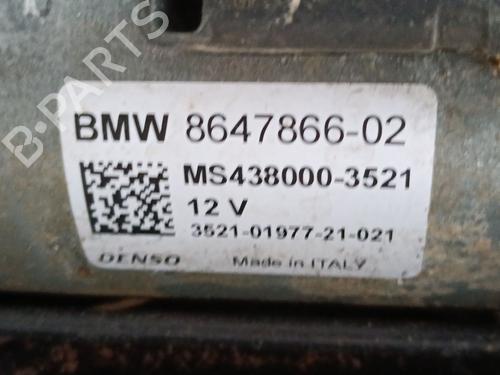 B-PARTS
BMW 8647866-02
MS438000-3521
12 V
3521-01977-21-021
DENSO Made in ITALY